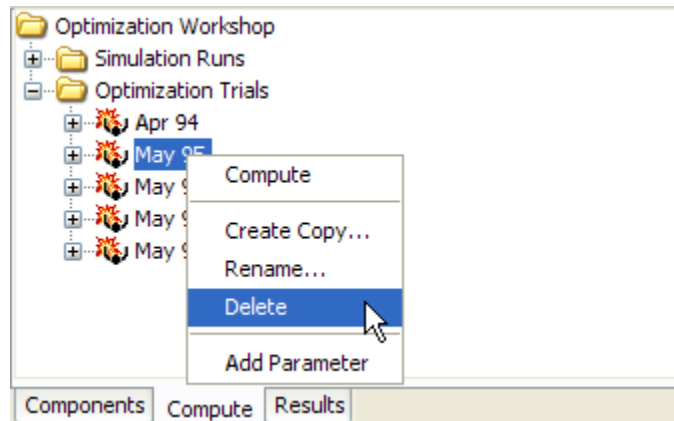 Optimization Workshop
Simulation Runs
Optimization Trials
Apr 94
May 95
May
May
May
Compute
Create Copy...
Rename...
Delete
Add Parameter
Components Compute Results